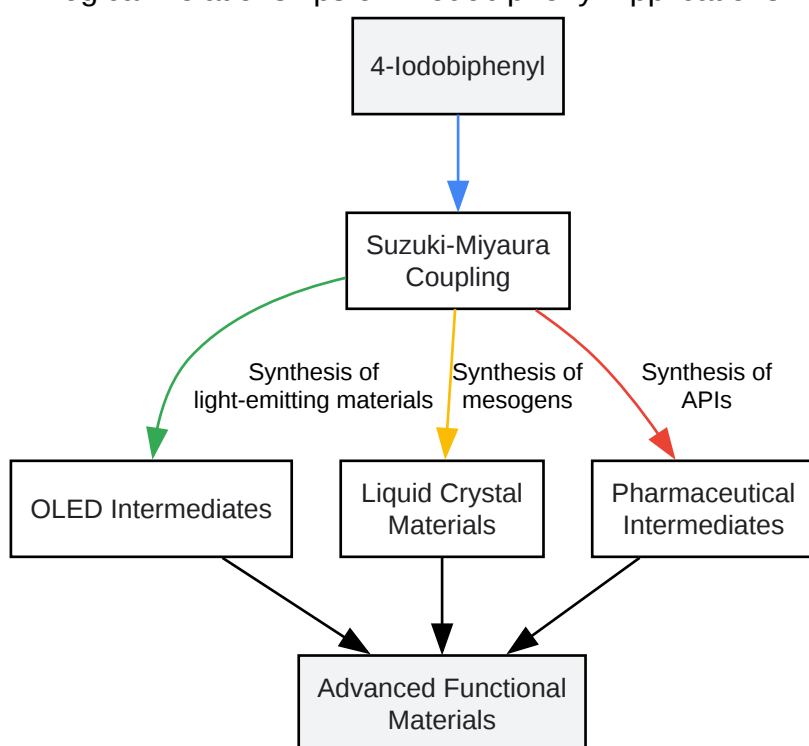 4-Iodobiphenyl
Suzuki-Miyaura
Coupling
Synthesis of
light-emitting materials
Synthesis of
mesogens
Synthesis of
APIs
OLED Intermediates
Liquid Crystal
Materials
Pharmaceutical
Intermediates
Advanced Functional
Materials